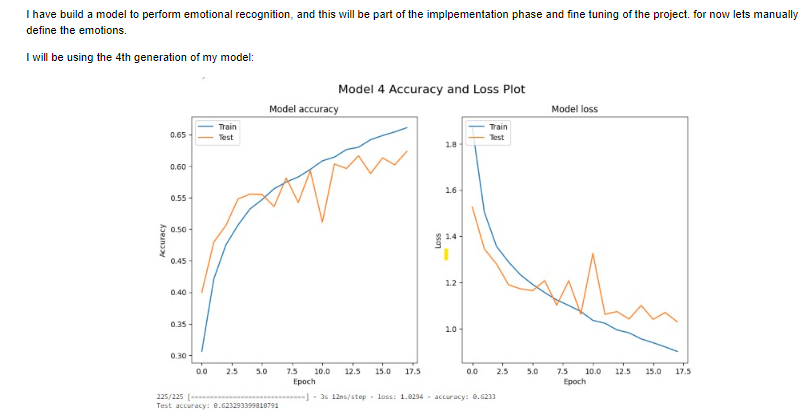 I have build a model to perform emotional recognition, and this will be part of the implpementation phase and fine tuning of the project. for now lets manually
define the emotions.
I will be using the 4th generation of my model:
Model 4 Accuracy and Loss Plot
Model accuracy
Train
Test
0.65
0.60
0.55
0.50
0.45
0.40
0.35
0.30
Accuracy
0.0 2.5 5.0 7.5 10.0 12.5 15.0 17.5
Epoch
Model loss
Train
Test
1.8
1.6
1.4
1.2
1.0
Loss
0.0 2.5 5.0 7.5 10.0 12.5 15.0 17.5
Epoch
225/225 [==============================] - 3s 12ms/step - loss: 1.0294 - accuracy: 0.6233
Test accuracy: 0.623293399810791